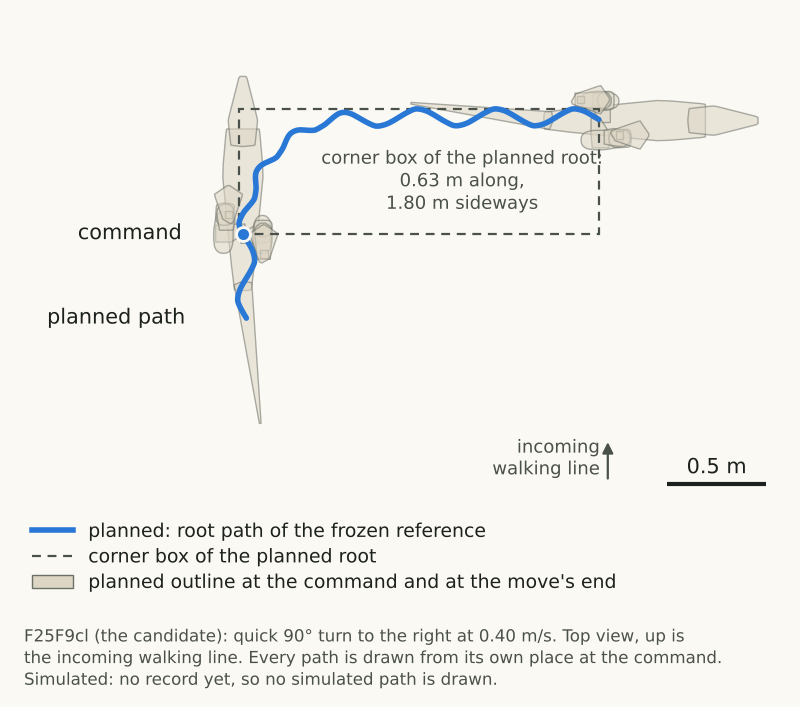 corner box of the planned root:
0.63 m along,
1.80 m sideways
command
planned path
incoming
walking line
0.5 m
planned: root path of the frozen reference
corner box of the planned root
planned outline at the command and at the move's end
F25F9cl (the candidate): quick 90° turn to the right at 0.40 m/s. Top view, up is
the incoming walking line. Every path is drawn from its own place at the command.
Simulated: no record yet, so no simulated path is drawn.